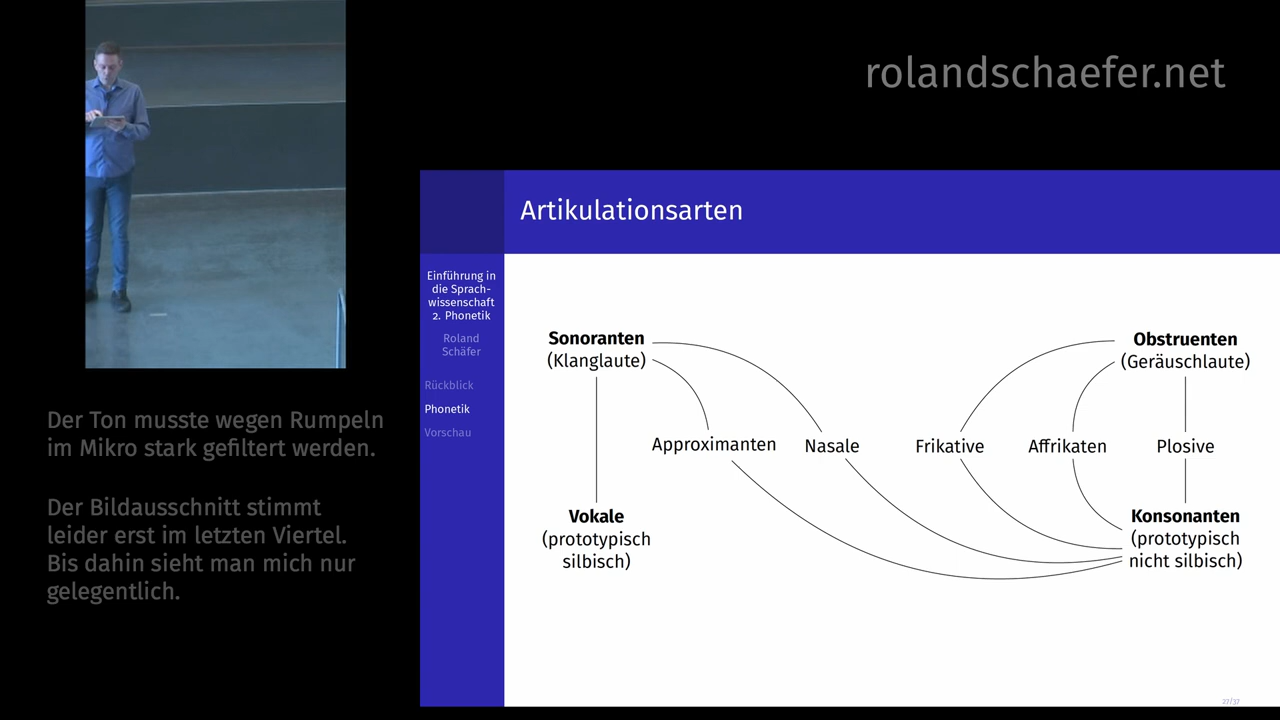 rolandschaefer.net
Artikulationsarten
Einführung in
die Sprach-
wissenschaft
2. Phonetik
Roland
Schäfer
Rückblick
Phonetik
Vorschau
Sonoranten
(Klanglaute)
Obstruenten
(Geräuschlaute)
Approximanten
Nasale
Frikative
Affrikaten
Plosive
Vokale
(prototypisch
silbisch)
Konsonanten
(prototypisch
nicht silbisch)
Der Ton musste wegen Rumpeln
im Mikro stark gefiltert werden.
Der Bildausschnitt stimmt
leider erst im letzten Viertel.
Bis dahin sieht man mich nur
gelegentlich.
27/37